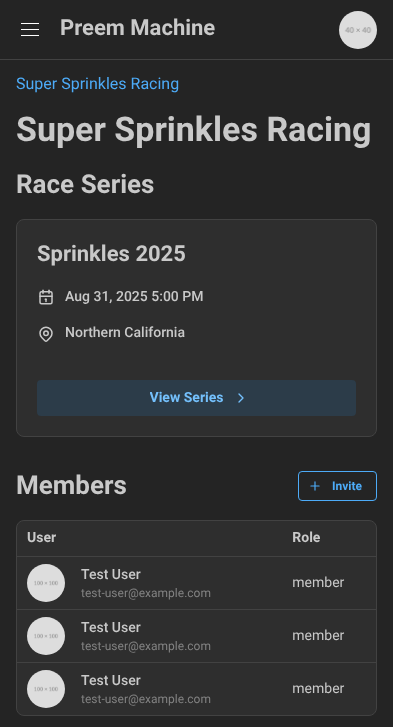 Preem Machine
40 × 40
Super Sprinkles Racing
Super Sprinkles Racing
Race Series
Sprinkles 2025
Aug 31, 2025 5:00 PM
Northern California
View Series
Members
Invite
User Role
100 × 100
Test User
test-user@example.com
member
100 × 100
Test User
test-user@example.com
member
100 × 100
Test User
test-user@example.com
member